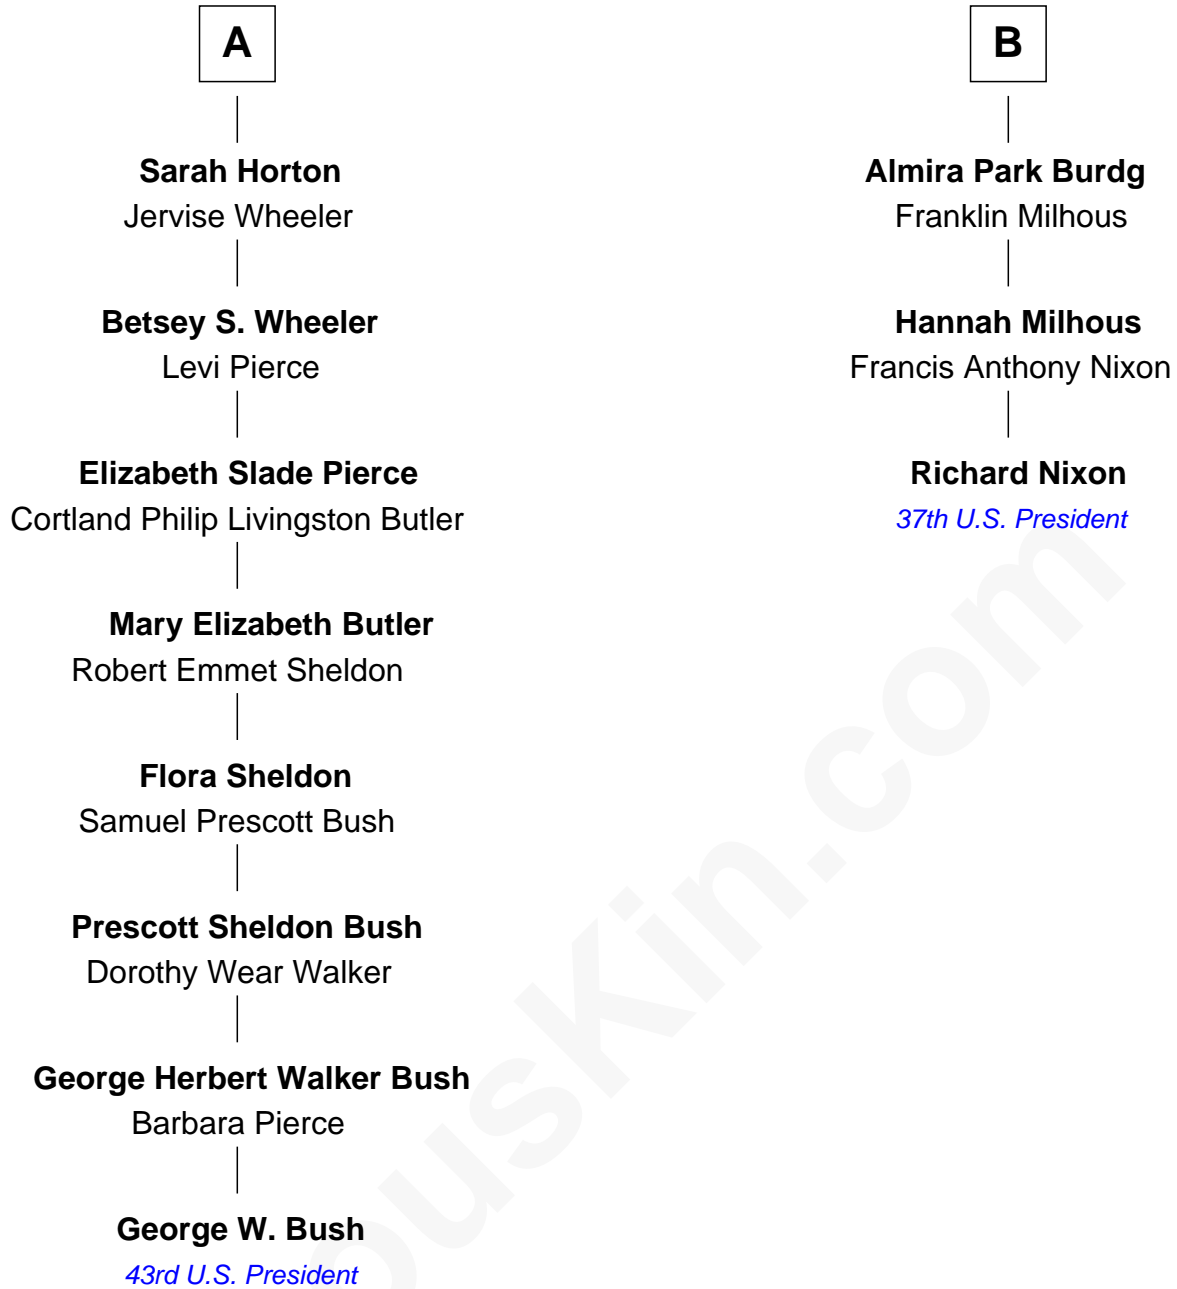 A
Sarah Horton
Jervise Wheeler
Betsey S. Wheeler
Levi Pierce
Elizabeth Slade Pierce
Cortland Philip Livingston Butler
Mary Elizabeth Butler
Robert Emmet Sheldon
Flora Sheldon
Samuel Prescott Bush
Prescott Sheldon Bush
Dorothy Wear Walker
George Herbert Walker Bush
Barbara Pierce
George W. Bush
43rd U.S. President
B
Almira Park Burdg
Franklin Milhous
Hannah Milhous
Francis Anthony Nixon
Richard Nixon
37th U.S. President
ousKin.com